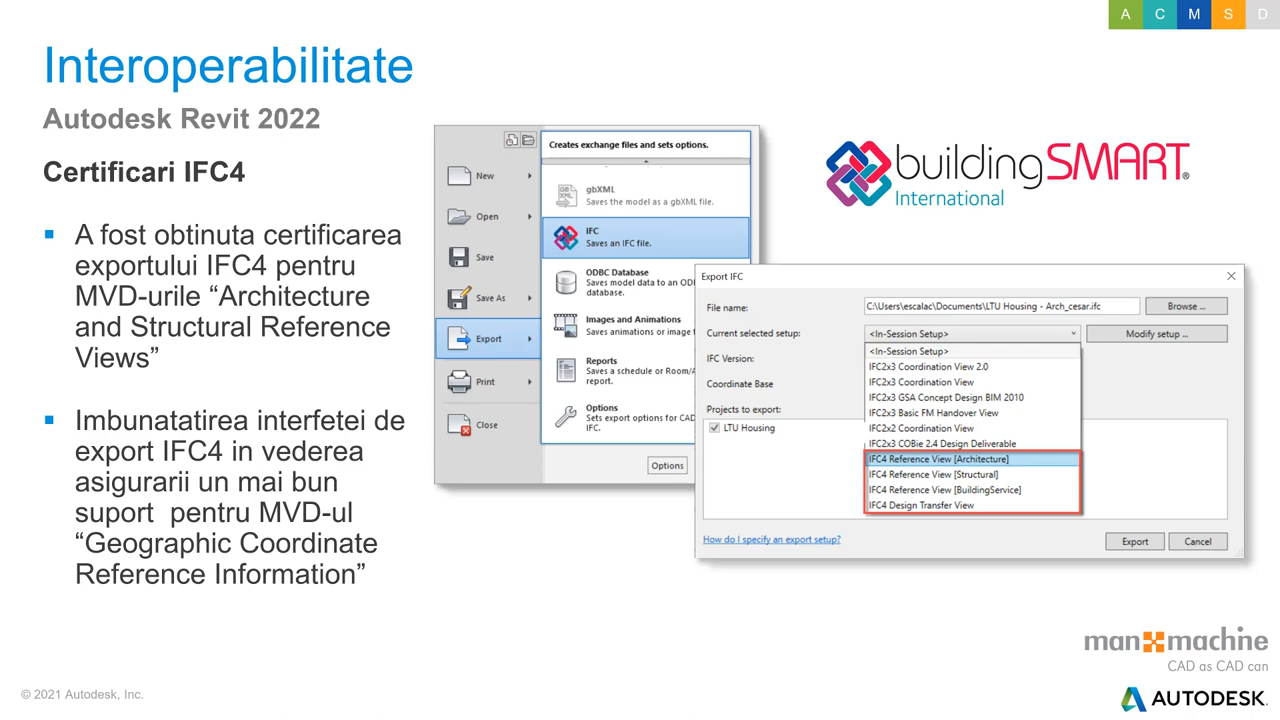 A C M S D
Interoperabilitate
Autodesk Revit 2022
Certificari IFC4
A fost obtinuta certificarea
exportului IFC4 pentru
MVD-urile “Architecture
and Structural Reference
Views”
Imbunatatirea interfetei de
export IFC4 in vederea
asigurarii un mai bun
suport pentru MVD-ul
“Geographic Coordinate
Reference Information”
Creates exchange files and sets options.
New
Open
Save
Save As
Export
Print
Close
gbXML
Saves the model as a gbXML file.
IFC
Saves an IFC file.
ODBC Database
Saves model data to an OD
database.
Images and Animations
Saves animations or image f
Reports
Saves a schedule or Room/A
report.
Options
Sets export options for CAD
IFC.
Options
buildingSMART®
International
Export IFC
File name:
C:\Users\escalac\Documents\LTU Housing - Arch_cesar.ifc
Browse ...
Current selected setup:
<In-Session Setup>
Modify setup ...
IFC Version:
Coordinate Base
Projects to export:
LTU Housing
<In-Session Setup>
IFC2x3 Coordination View 2.0
IFC2x3 Coordination View
IFC2x3 GSA Concept Design BIM 2010
IFC2x3 Basic FM Handover View
IFC2x2 Coordination View
IFC2x3 COBie 2.4 Design Deliverable
IFC4 Reference View [Architecture]
IFC4 Reference View [Structural]
IFC4 Reference View [BuildingService]
IFC4 Design Transfer View
How do I specify an export setup?
Export
Cancel
man machine
CAD as CAD can
© 2021 Autodesk, Inc.
AUTODESK.